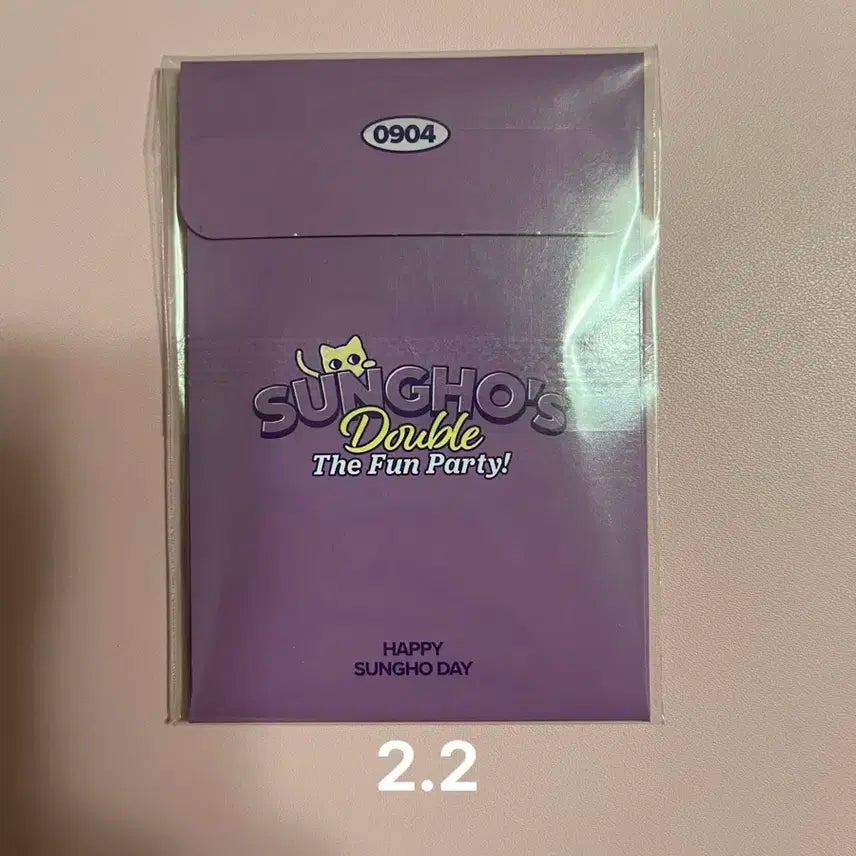 0904
SUNGHO'S
Double
The Fun Party!
HAPPY
SUNGHO DAY
2.2